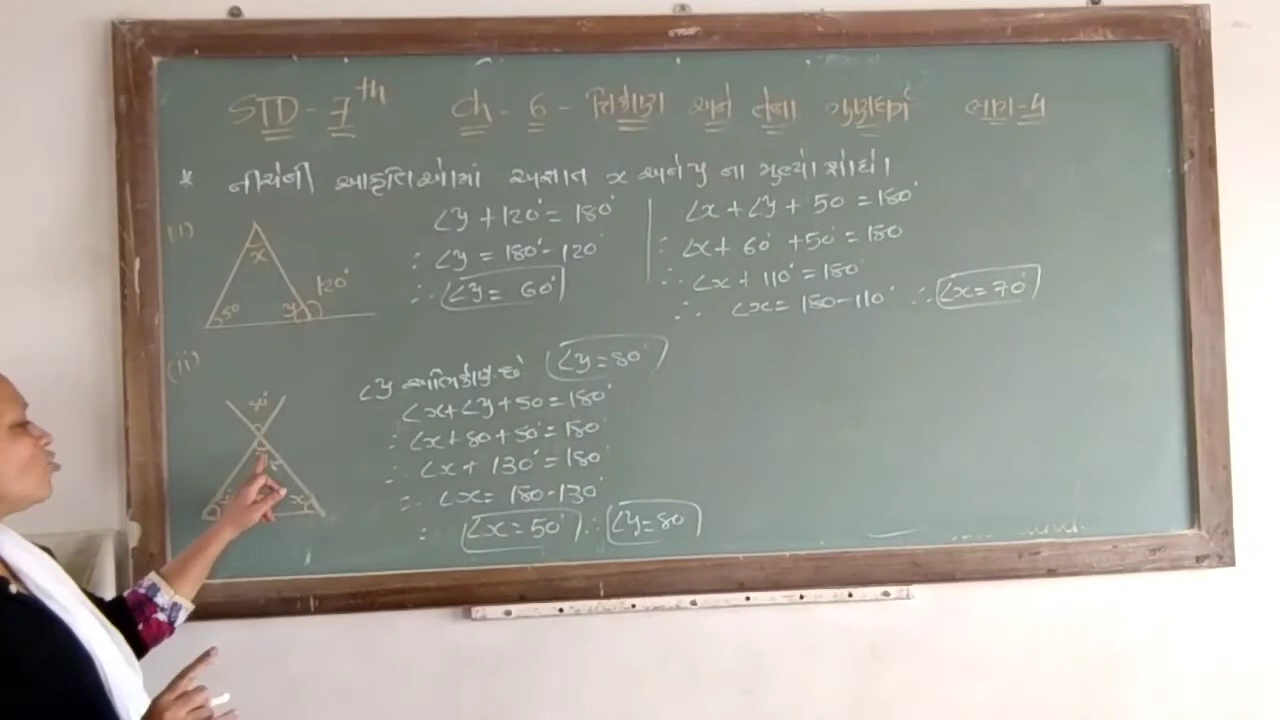 STD - 7th Ch - 6 - ત્રિકોણ અને તેના ગુણધર્મ ભાગ-4
* નીચેની આકૃતિઓમાં અજ્ઞાત x અને y ના મુલ્યો શોધો.
(i)
x
50°
y
120°
∠y + 120° = 180°
∴ ∠y = 180° - 120°
∴ ∠y = 60°
∠x + ∠y + 50 = 180°
∴ ∠x + 60° + 50° = 180
∴ ∠x + 110° = 180°
∴ ∠x = 180 - 110° ∴ ∠x = 70°
(ii)
x
∠y અભિકોણ છે ∠y = 80°
∠x + ∠y + 50 = 180°
∴ ∠x + 80 + 50° = 180
∴ ∠x + 130° = 180°
∴ ∠x = 180 - 130°
∴ ∠x = 50° ∴ ∠y = 80